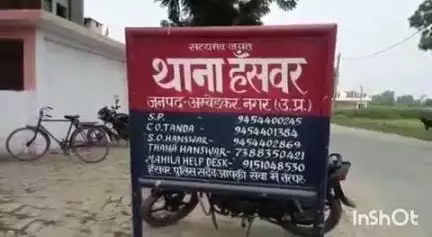 सत्यमेव जयते
थाना हँसवर
जनपद-अम्बेडकर नगर (उ.प्र.)
S.P. - 9454400245
C.O.TANDA - 9454401384
S.O.HANSWAR- 9454402869
THANA HANSWAR- 7388350421
MAHILA HELP DESK- 9151048530
हँसवर पुलिस सदैव आपकी सेवा में तत्पर
InShOt